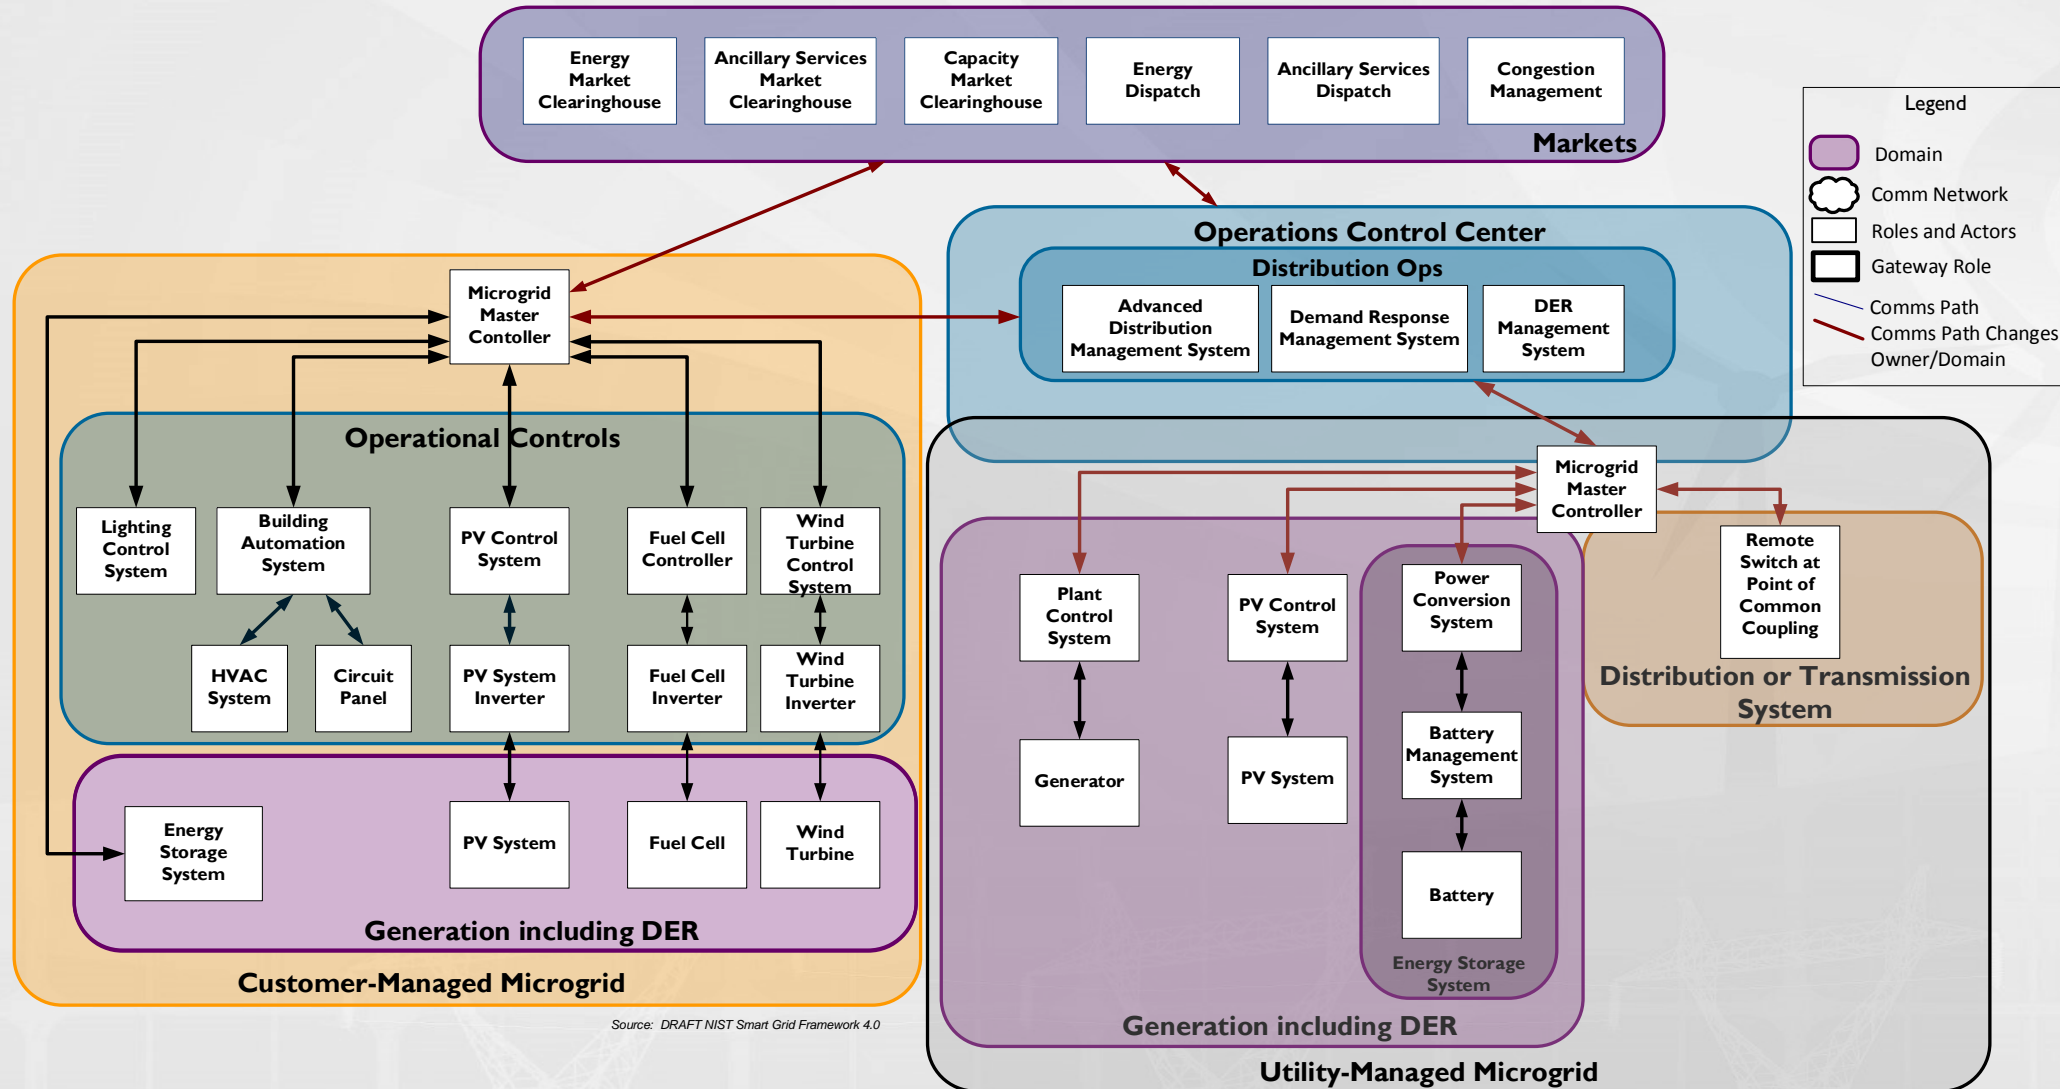 Energy
Market
Clearinghouse
Ancillary Services
Market
Clearinghouse
Capacity
Market
Clearinghouse
Energy
Dispatch
Ancillary Services
Dispatch
Congestion
Management
Markets
Legend
Domain
Comm Network
Roles and Actors
Gateway Role
Comms Path
Comms Path Changes
Owner/Domain
Operations Control Center
Distribution Ops
Advanced
Distribution
Management System
Demand Response
Management System
DER
Management
System
Microgrid
Master
Contoller
Operational Controls
Lighting
Control
System
Building
Automation
System
PV Control
System
Fuel Cell
Controller
Wind
Turbine
Control
System
HVAC
System
Circuit
Panel
PV System
Inverter
Fuel Cell
Inverter
Wind
Turbine
Inverter
Energy
Storage
System
PV System
Fuel Cell
Wind
Turbine
Generation including DER
Customer-Managed Microgrid
Source:  DRAFT NIST Smart Grid Framework 4.0
Microgrid
Master
Controller
Plant
Control
System
PV Control
System
Power
Conversion
System
Remote
Switch at
Point of
Common
Coupling
Distribution or Transmission
System
Generator
PV System
Battery
Management
System
Battery
Energy Storage
System
Generation including DER
Utility-Managed Microgrid